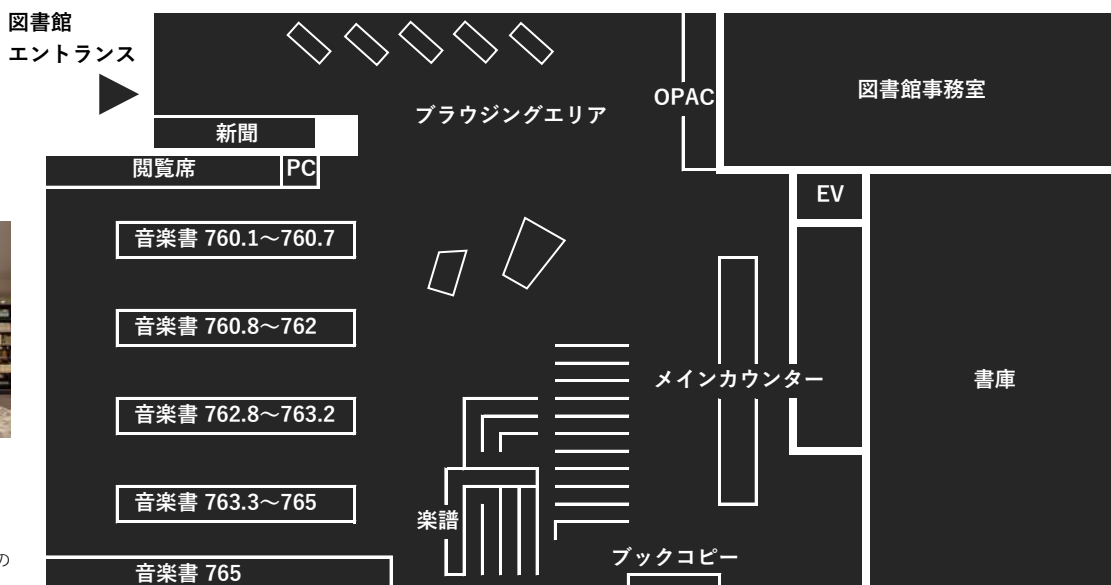 図書館
エントランス
ブラウジングエリア
OPAC
図書館事務室
新聞
閲覧席
PC
EV
音楽書 760.1～760.7
音楽書 760.8～762
メインカウンター
書庫
音楽書 762.8～763.2
音楽書 763.3～765
楽譜
ブックコピー
の
音楽書 765